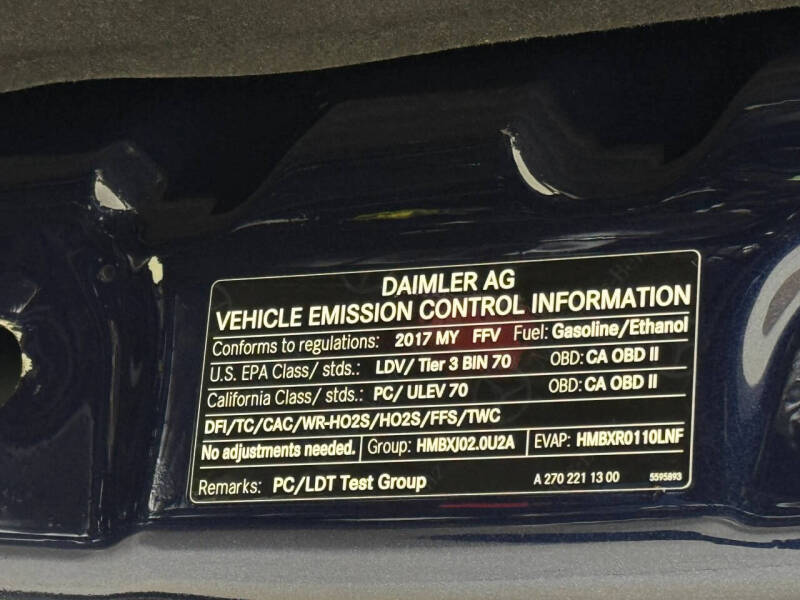 DAIMLER AG
VEHICLE EMISSION CONTROL INFORMATION
Conforms to regulations: 2017 MY FFV Fuel: Gasoline/Ethanol
U.S. EPA Class/ stds.: LDV/ Tier 3 BIN 70 OBD: CA OBD II
California Class/ stds.: PC/ ULEV 70 OBD: CA OBD II
DFI/TC/CAC/WR-HO2S/HO2S/FFS/TWC
No adjustments needed. Group: HMBXJ02.0U2A EVAP: HMBXR0110LNF
Remarks: PC/LDT Test Group A 270 221 13 00 5595893